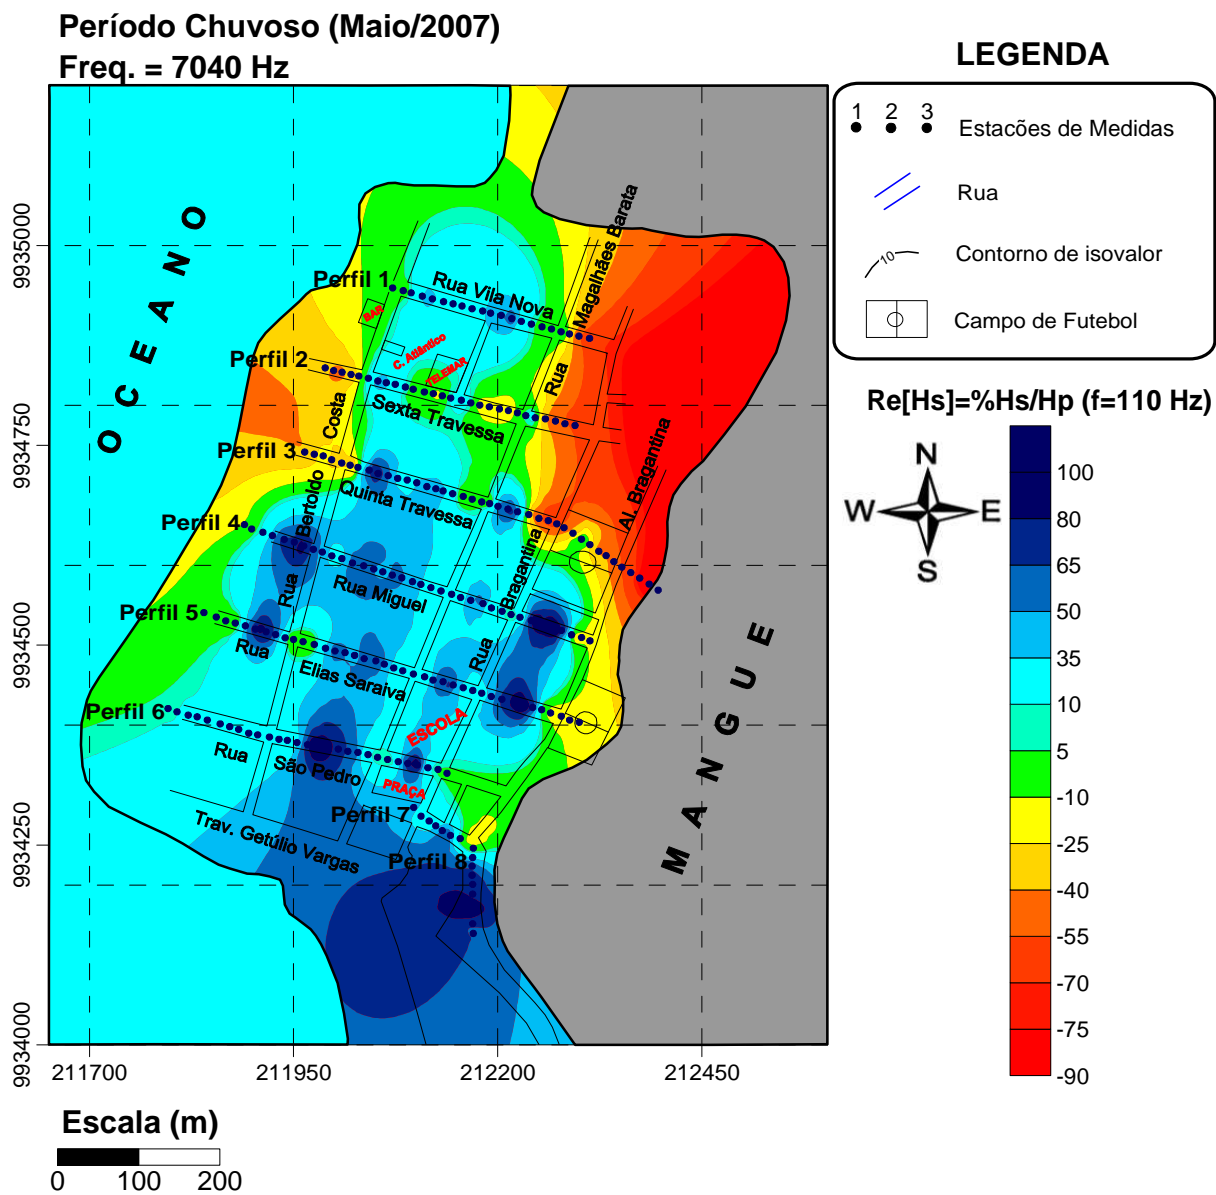 Período Chuvoso (Maio/2007)
Freq. = 7040 Hz
LEGENDA
1 2 3
Estacões de Medidas
Rua
10
Contorno de isovalor
Campo de Futebol
Re[Hs]=%Hs/Hp (f=110 Hz)
N
W E
S
100
80
65
50
35
10
5
-10
-25
-40
-55
-70
-75
-90
OCEANO
MANGUE
9935000
9934750
9934500
9934250
9934000
211700 211950 212200 212450
Perfil 1
Rua Vila Nova
Rua Magalhães Barata
BAR
C. Atlântico
TELEMAR
Perfil 2
Sexta Travessa
Perfil 3
Quinta Travessa
Rua Bertoldo Costa
Al. Bragantina
Perfil 4
Rua Miguel
Rua Bragantina
Perfil 5
Rua Elias Saraiva
Perfil 6
Rua São Pedro
ESCOLA
PRAÇA
Perfil 7
Trav. Getúlio Vargas
Perfil 8
Escala (m)
0 100 200